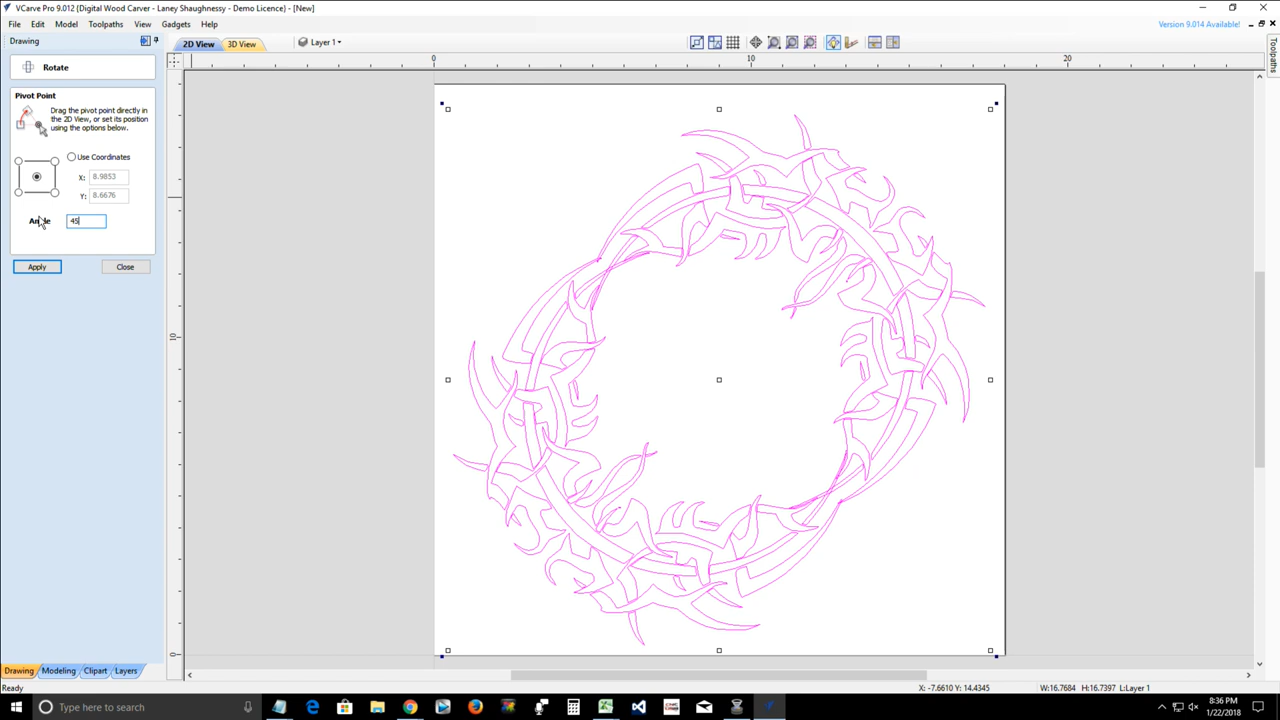 VCarve Pro 9.012 {Digital Wood Carver - Laney Shaughnessy - Demo Licence} - [New]
File Edit Model Toolpaths View Gadgets Help
Version 9.014 Available!
Drawing
2D View 3D View Layer 1
Toolpaths
0 10 20
Rotate
Pivot Point
Drag the pivot point directly in
the 2D View, or set its position
using the options below.
Use Coordinates
X: 8.9853
Y: 8.6676
Angle 45
Apply Close
10
0
Drawing Modeling Clipart Layers
Ready
X: -7.6610 Y: 14.4345
W:16.7684 H:16.7397 L:Layer 1
Type here to search
8:36 PM
1/22/2018